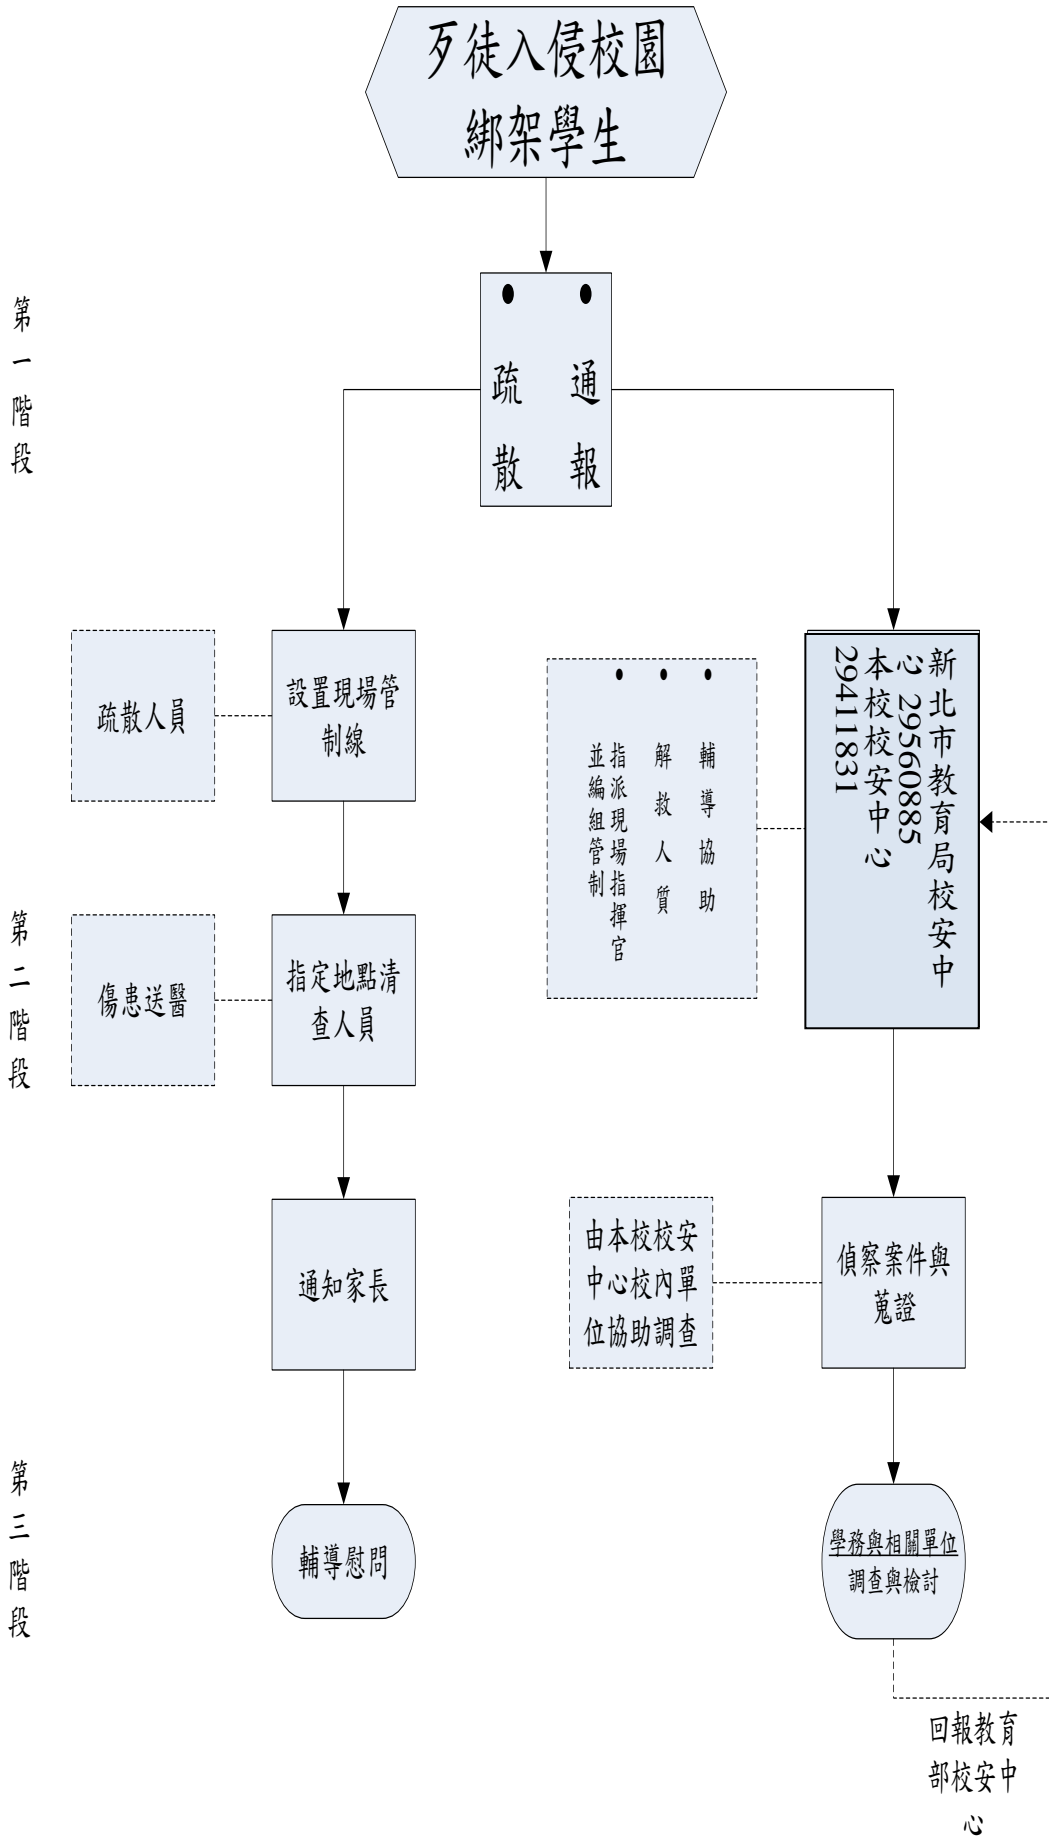 歹徒入侵校園
綁架學生
第一階段
• 通報
• 疏散
疏散人員
設置現場管
制線
• 輔導協助
• 解救人質
• 指派現場指揮官
並編組管制
新北市教育局校安中
心 29560885
本校校安中心
29411831
第二階段
傷患送醫
指定地點清
查人員
通知家長
由本校校安
中心校內單
位協助調查
偵察案件與
蒐證
第三階段
輔導慰問
學務與相關單位
調查與檢討
回報教育
部校安中
心